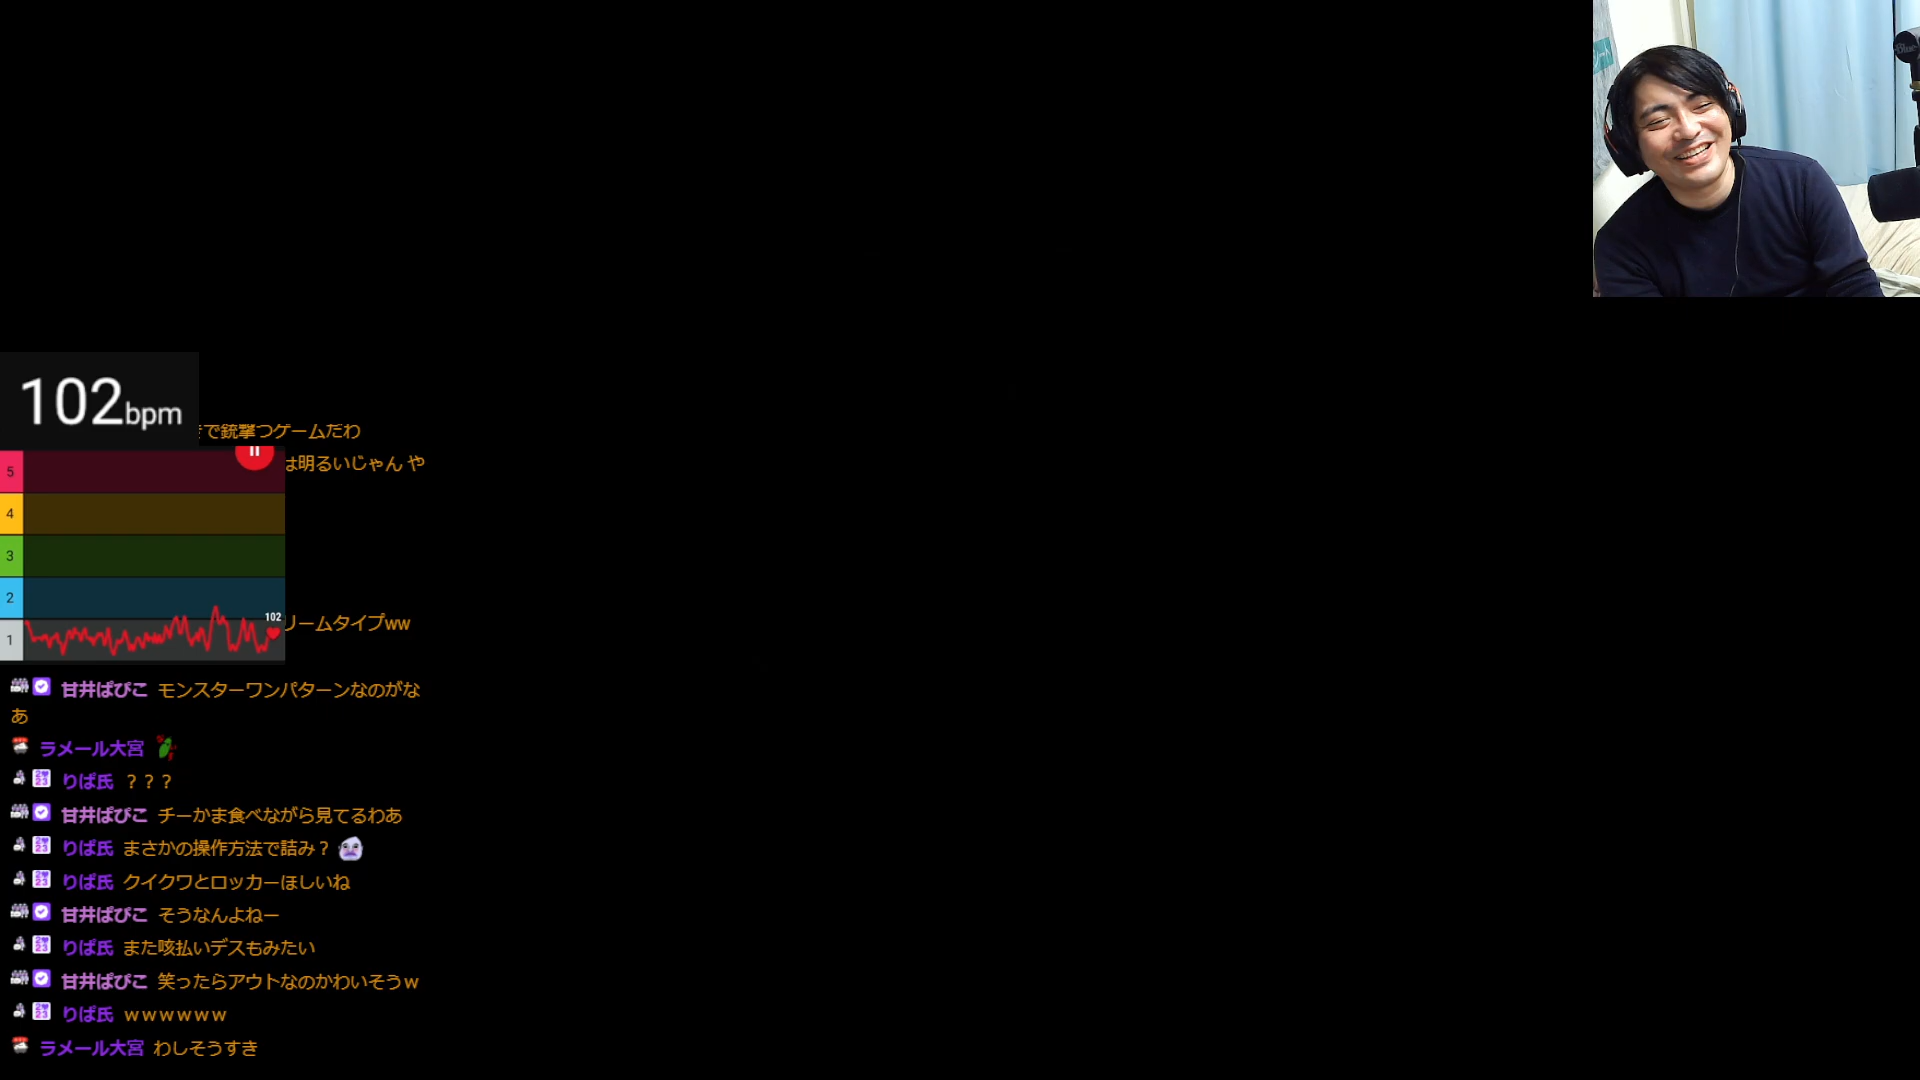 102bpm
で銃撃つゲームだわ
は明るいじゃん や
5
4
3
2
1
102
リームタイプww
甘井ぱぴこ モンスターワンパターンなのがな
あ
ラメール大宮
りぱ氏 ？？？
甘井ぱぴこ チーかま食べながら見てるわあ
りぱ氏 まさかの操作方法で詰み？
りぱ氏 クイクワとロッカーほしいね
甘井ぱぴこ そうなんよねー
りぱ氏 また咳払いデスもみたい
甘井ぱぴこ 笑ったらアウトなのかわいそうｗ
りぱ氏 ｗｗｗｗｗｗ
ラメール大宮 わしそうすき